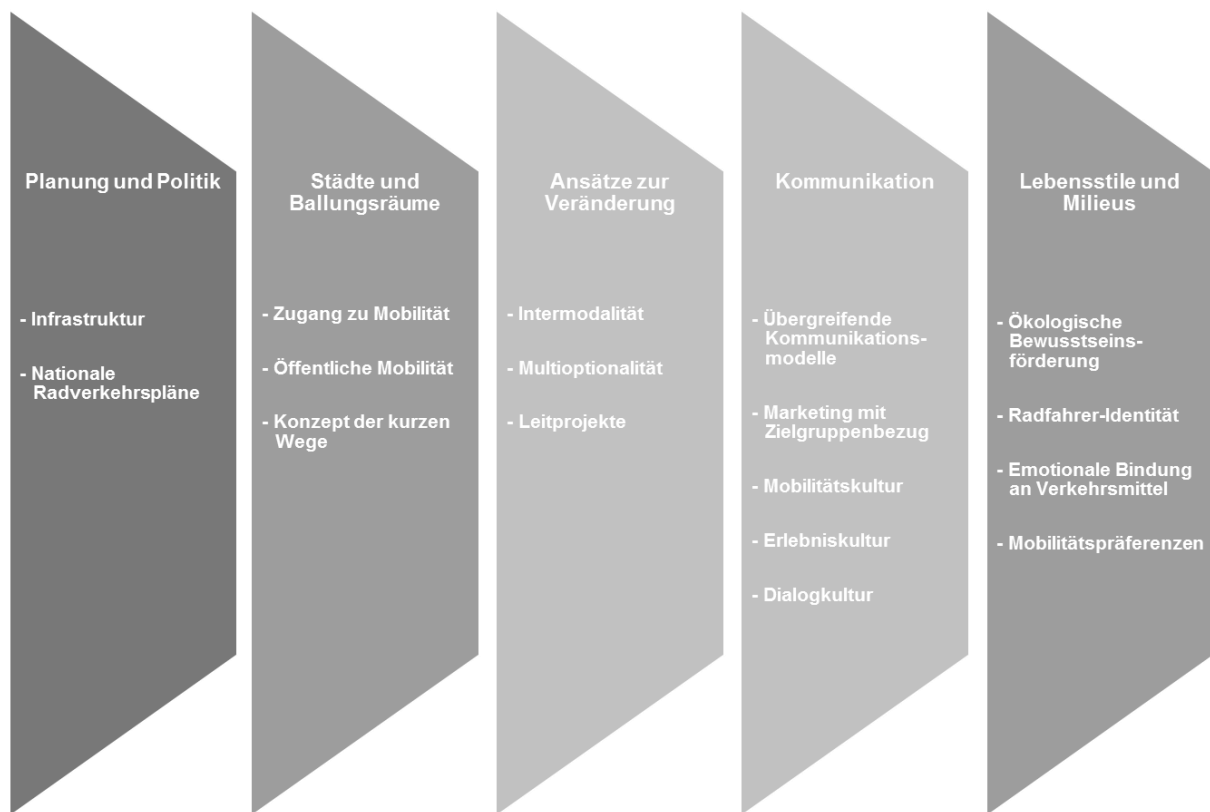 Planung und Politik
- Infrastruktur
- Nationale
Radverkehrspläne
Städte und
Ballungsräume
- Zugang zu Mobilität
- Öffentliche Mobilität
- Konzept der kurzen
Wege
Ansätze zur
Veränderung
- Intermodalität
- Multioptionalität
- Leitprojekte
Kommunikation
- Übergreifende
Kommunikations-
modelle
- Marketing mit
Zielgruppenbezug
- Mobilitätskultur
- Erlebniskultur
- Dialogkultur
Lebensstile und
Milieus
- Ökologische
Bewusstseins-
förderung
- Radfahrer-Identität
- Emotionale Bindung
an Verkehrsmittel
- Mobilitätspräferenzen